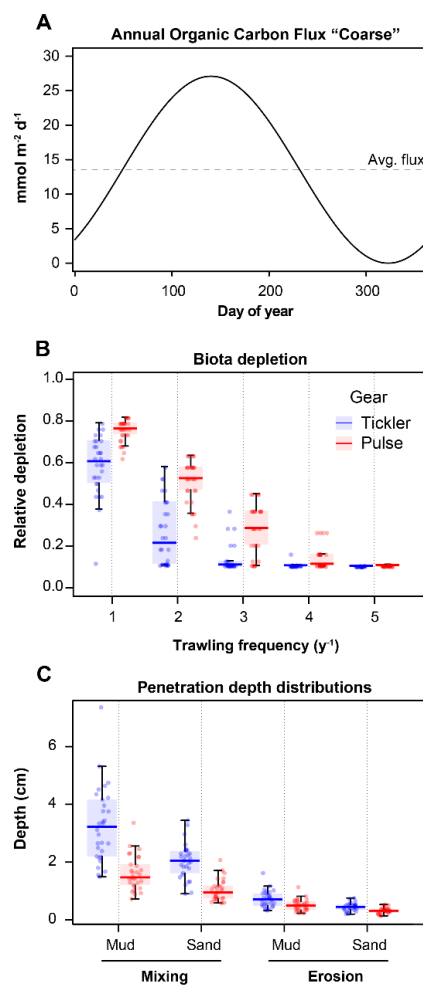 A
Annual Organic Carbon Flux “Coarse”
mmol m⁻² d⁻¹
30
25
20
15
10
5
0
Avg. flux
0 100 200 300
Day of year
B
Biota depletion
Relative depletion
1.0
0.8
0.6
0.4
0.2
0.0
Gear
Tickler
Pulse
1 2 3 4 5
Trawling frequency (y⁻¹)
C
Penetration depth distributions
Depth (cm)
6
4
2
0
Mud Sand Mud Sand
Mixing Erosion